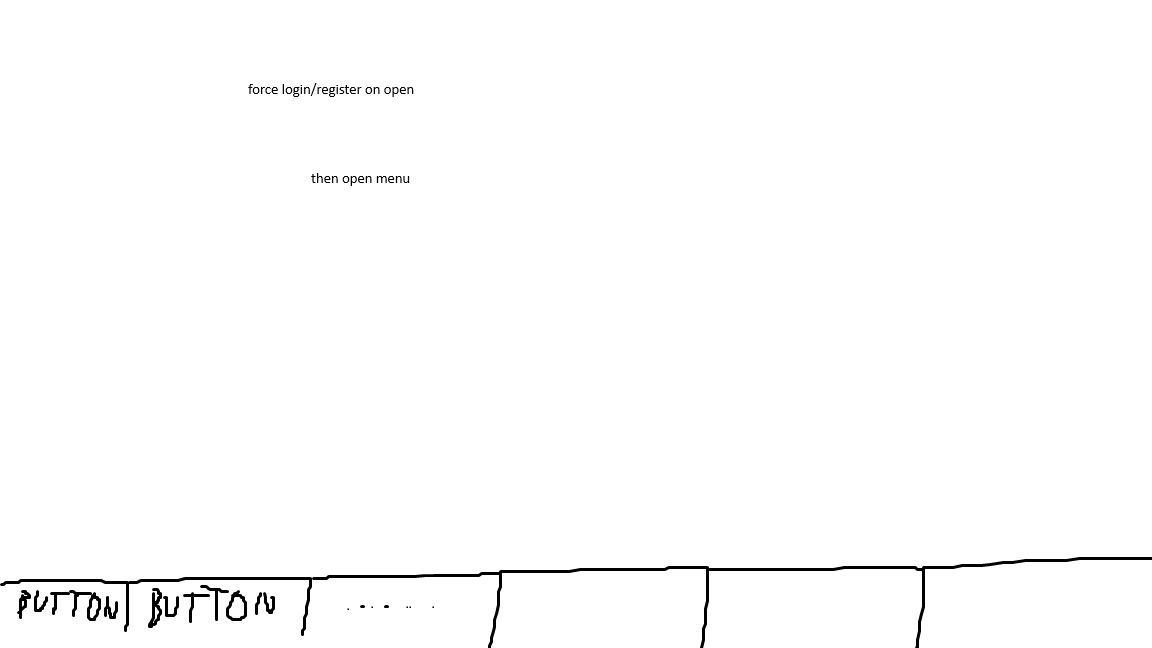 force login/register on open
then open menu
BUTTON BUTTON .....